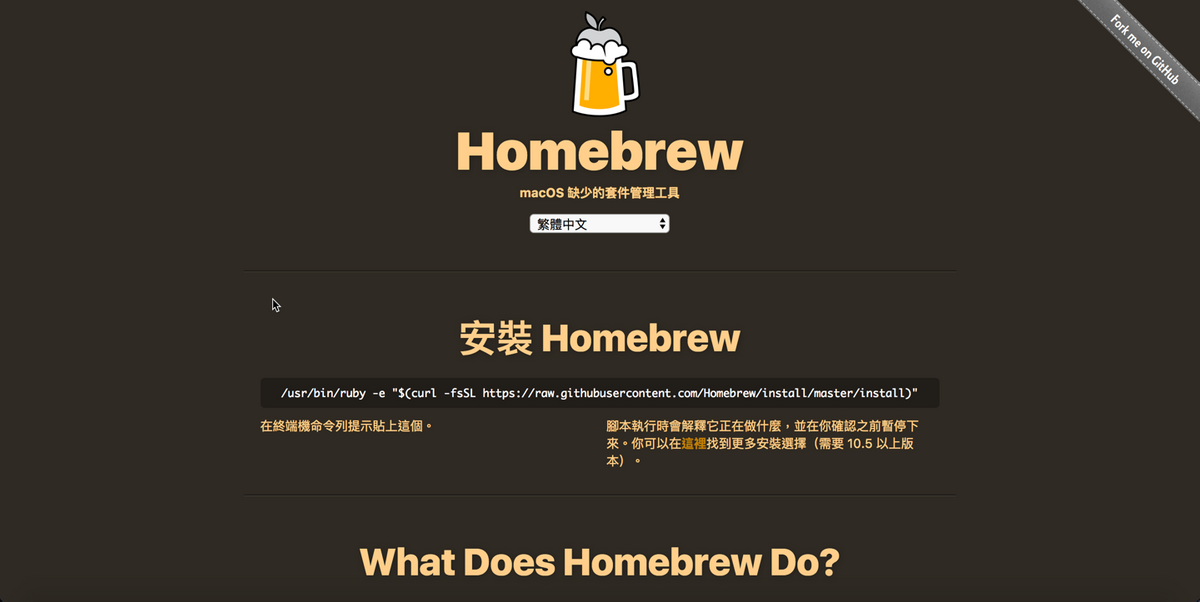 Fork me on GitHub
Homebrew
macOS 缺少的套件管理工具
繁體中文
安裝 Homebrew
/usr/bin/ruby -e "$(curl -fsSL https://raw.githubusercontent.com/Homebrew/install/master/install)"
在終端機命令列提示貼上這個。
腳本執行時會解釋它正在做什麼，並在你確認之前暫停下
來。你可以在這裡找到更多安裝選擇（需要 10.5 以上版
本）。
What Does Homebrew Do?